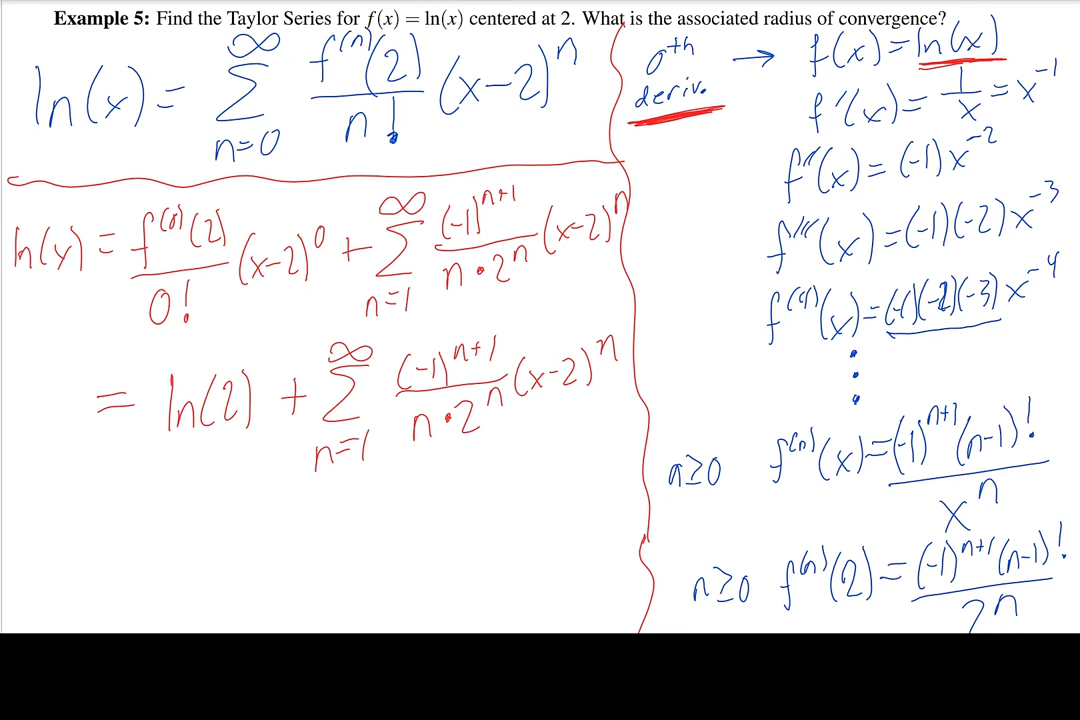 Example 5: Find the Taylor Series for f(x) = ln(x) centered at 2. What is the associated radius of convergence?
ln(x) = ∑_{n=0}^{∞} f^{(n)}(2)/n! (x-2)^n
ln(x) = f^{(0)}(2)/0! (x-2)^0 + ∑_{n=1}^{∞} (-1)^{n+1}/(n•2^n) (x-2)^n
= ln(2) + ∑_{n=1}^{∞} (-1)^{n+1}/(n•2^n) (x-2)^n
0th deriv. → f(x) = ln(x)
f'(x) = 1/x = x^{-1}
f''(x) = (-1)x^{-2}
f'''(x) = (-1)(-2)x^{-3}
f^{(4)}(x) = (-1)(-2)(-3)x^{-4}
⋮
n≥0 f^{(n)}(x) = (-1)^{n+1}(n-1)!/x^n
n≥0 f^{(n)}(2) = (-1)^{n+1}(n-1)!/2^n